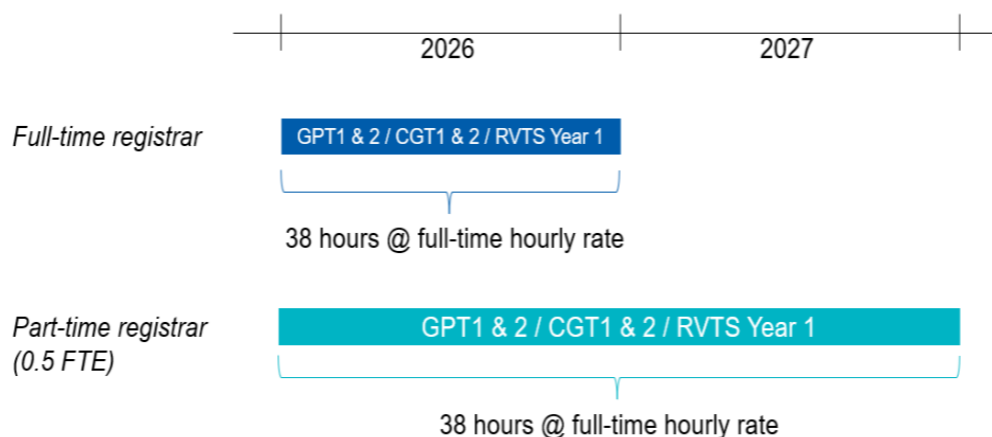 2026
2027
Full-time registrar
GPT1 & 2 / CGT1 & 2 / RVTS Year 1
38 hours @ full-time hourly rate
Part-time registrar
(0.5 FTE)
GPT1 & 2 / CGT1 & 2 / RVTS Year 1
38 hours @ full-time hourly rate